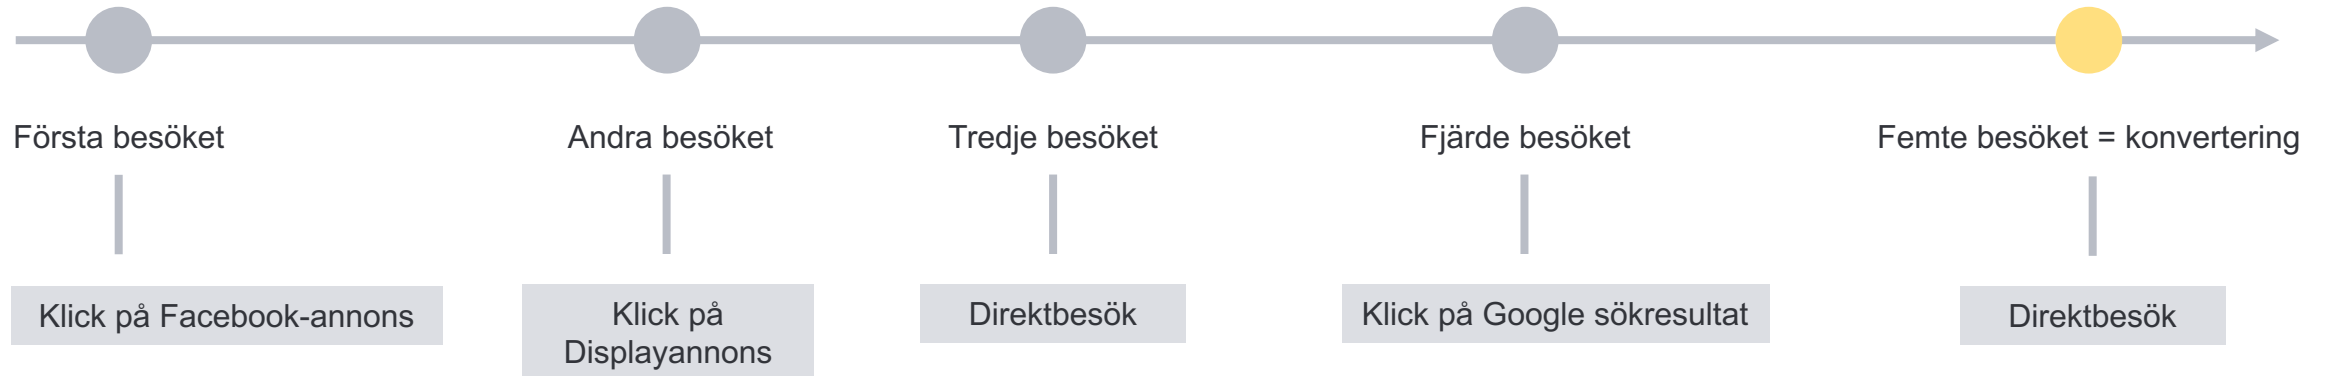 Första besöket
Andra besöket
Tredje besöket
Fjärde besöket
Femte besöket = konvertering
Klick på Facebook-annons
Klick på
Displayannons
Direktbesök
Klick på Google sökresultat
Direktbesök